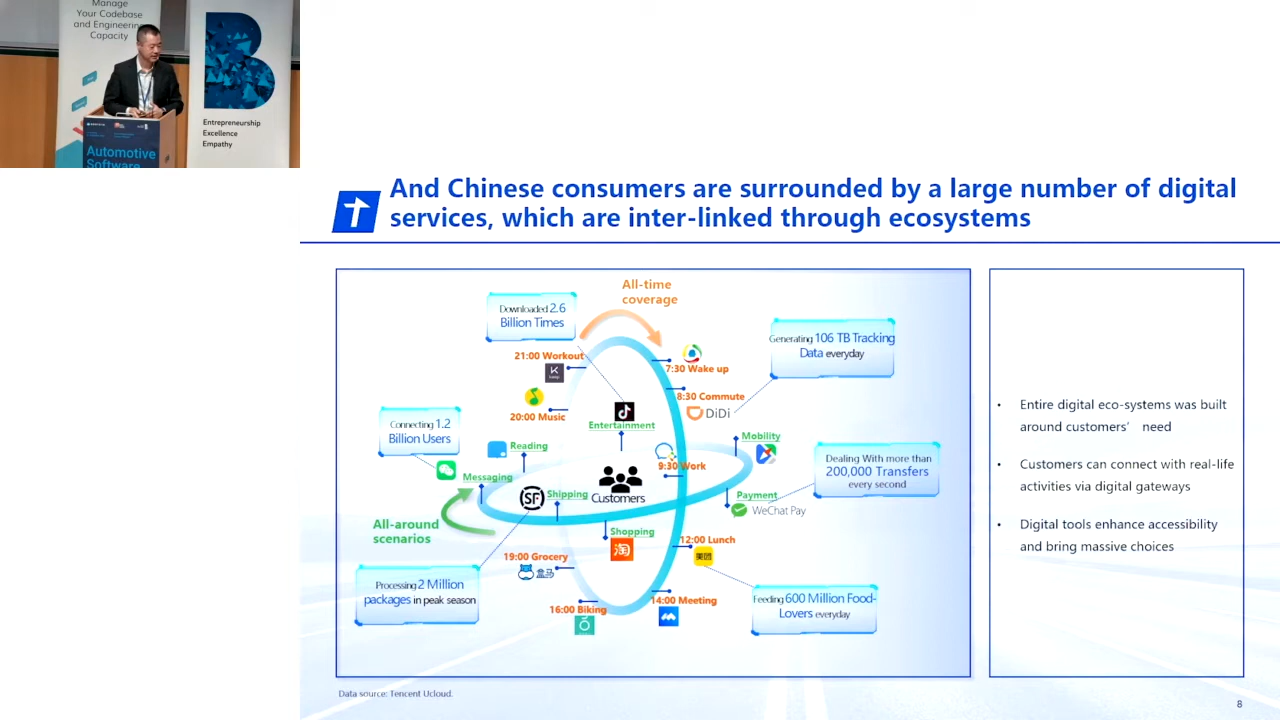 Manage
Your Codebase
and Engineering
Capacity
Entrepreneurship
Excellence
Empathy
Automotive
Software
And Chinese consumers are surrounded by a large number of digital
services, which are inter-linked through ecosystems
All-time
coverage
Downloaded 2.6
Billion Times
Generating 106 TB Tracking
Data everyday
21:00 Workout
7:30 Wake up
20:00 Music
8:30 Commute
DiDi
Connecting 1.2
Billion Users
Entertainment
Reading
Mobility
9:30 Work
Messaging
Dealing With more than
200,000 Transfers
every second
SF
Shipping
Customers
Payment
WeChat Pay
All-around
scenarios
Shopping
淘
12:00 Lunch
美团
19:00 Grocery
盒马
Processing 2 Million
packages in peak season
16:00 Biking
14:00 Meeting
Feeding 600 Million Food-
Lovers everyday
• Entire digital eco-systems was built
around customers’ need
• Customers can connect with real-life
activities via digital gateways
• Digital tools enhance accessibility
and bring massive choices
Data source: Tencent Ucloud.
8